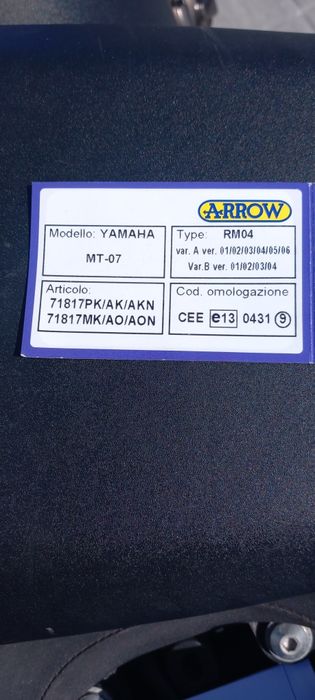 ARROW
Modello: YAMAHA
MT-07
Type: RM04
var. A ver. 01/02/03/04/05/06
Var.B ver. 01/02/03/04
Articolo:
71817PK/AK/AKN
71817MK/AO/AON
Cod. omologazione
CEE e13 0431 9